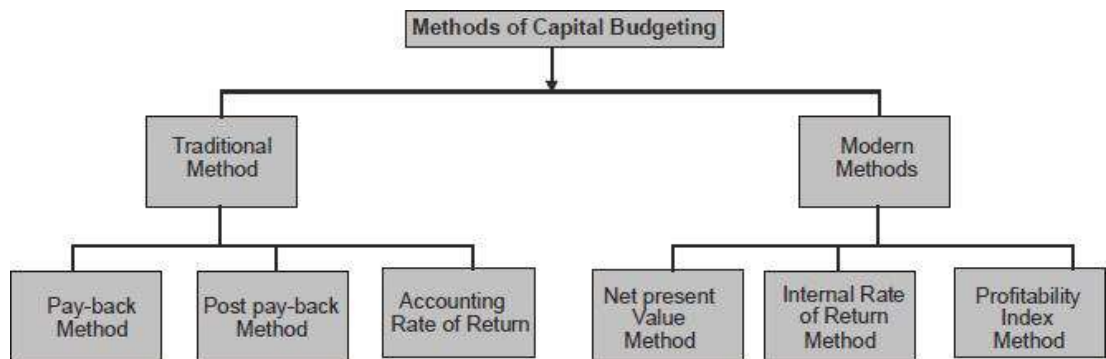 Methods of Capital Budgeting
Traditional
Method
Modern
Methods
Pay-back
Method
Post pay-back
Method
Accounting
Rate of Return
Net present
Value
Method
Internal Rate
of Return
Method
Profitability
Index
Method